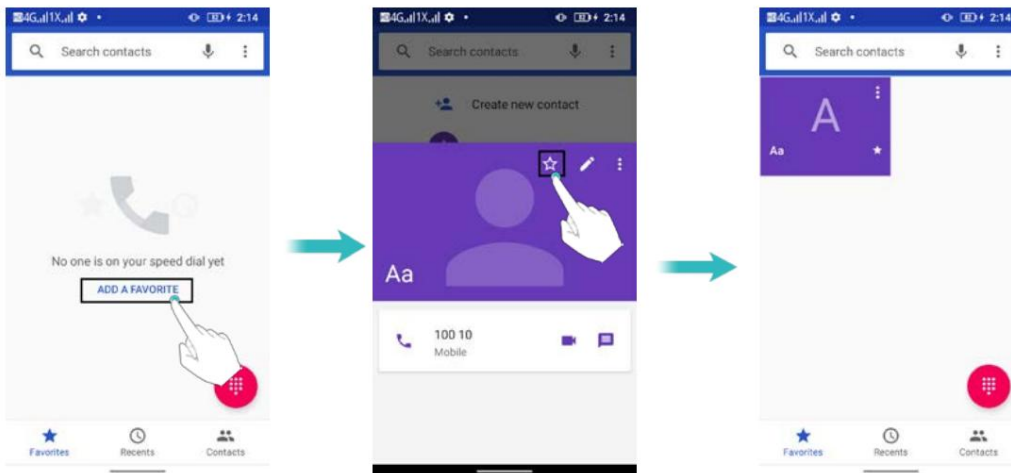 4G 1X 2:14
Search contacts
No one is on your speed dial yet
ADD A FAVORITE
Favorites Recents Contacts
4G 1X 2:14
Search contacts
Create new contact
Aa
100 10
Mobile
4G 1X 2:14
Search contacts
A
Aa
Favorites Recents Contacts